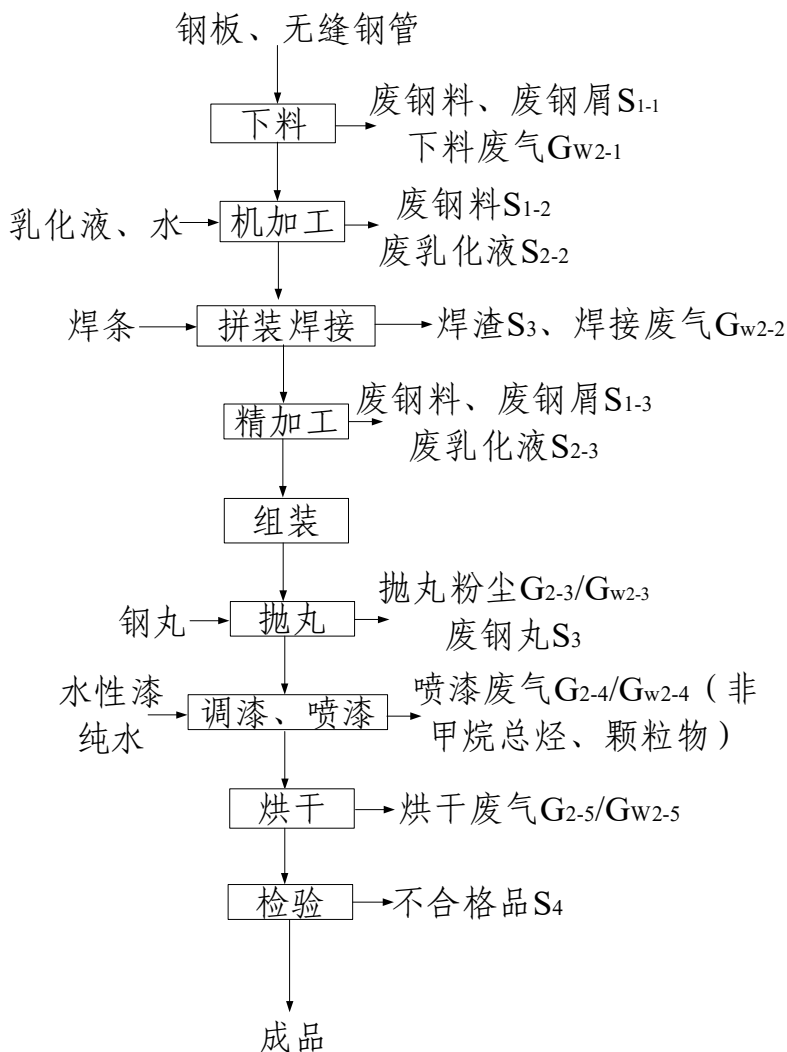 钢板、无缝钢管
下料
废钢料、废钢屑S1-1
下料废气GW2-1
乳化液、水
机加工
废钢料S1-2
废乳化液S2-2
焊条
拼装焊接
焊渣S3、焊接废气Gw2-2
精加工
废钢料、废钢屑S1-3
废乳化液S2-3
组装
钢丸
抛丸
抛丸粉尘G2-3/Gw2-3
废钢丸S3
水性漆
纯水
调漆、喷漆
喷漆废气G2-4/Gw2-4（非
甲烷总烃、颗粒物）
烘干
烘干废气G2-5/GW2-5
检验
不合格品S4
成品